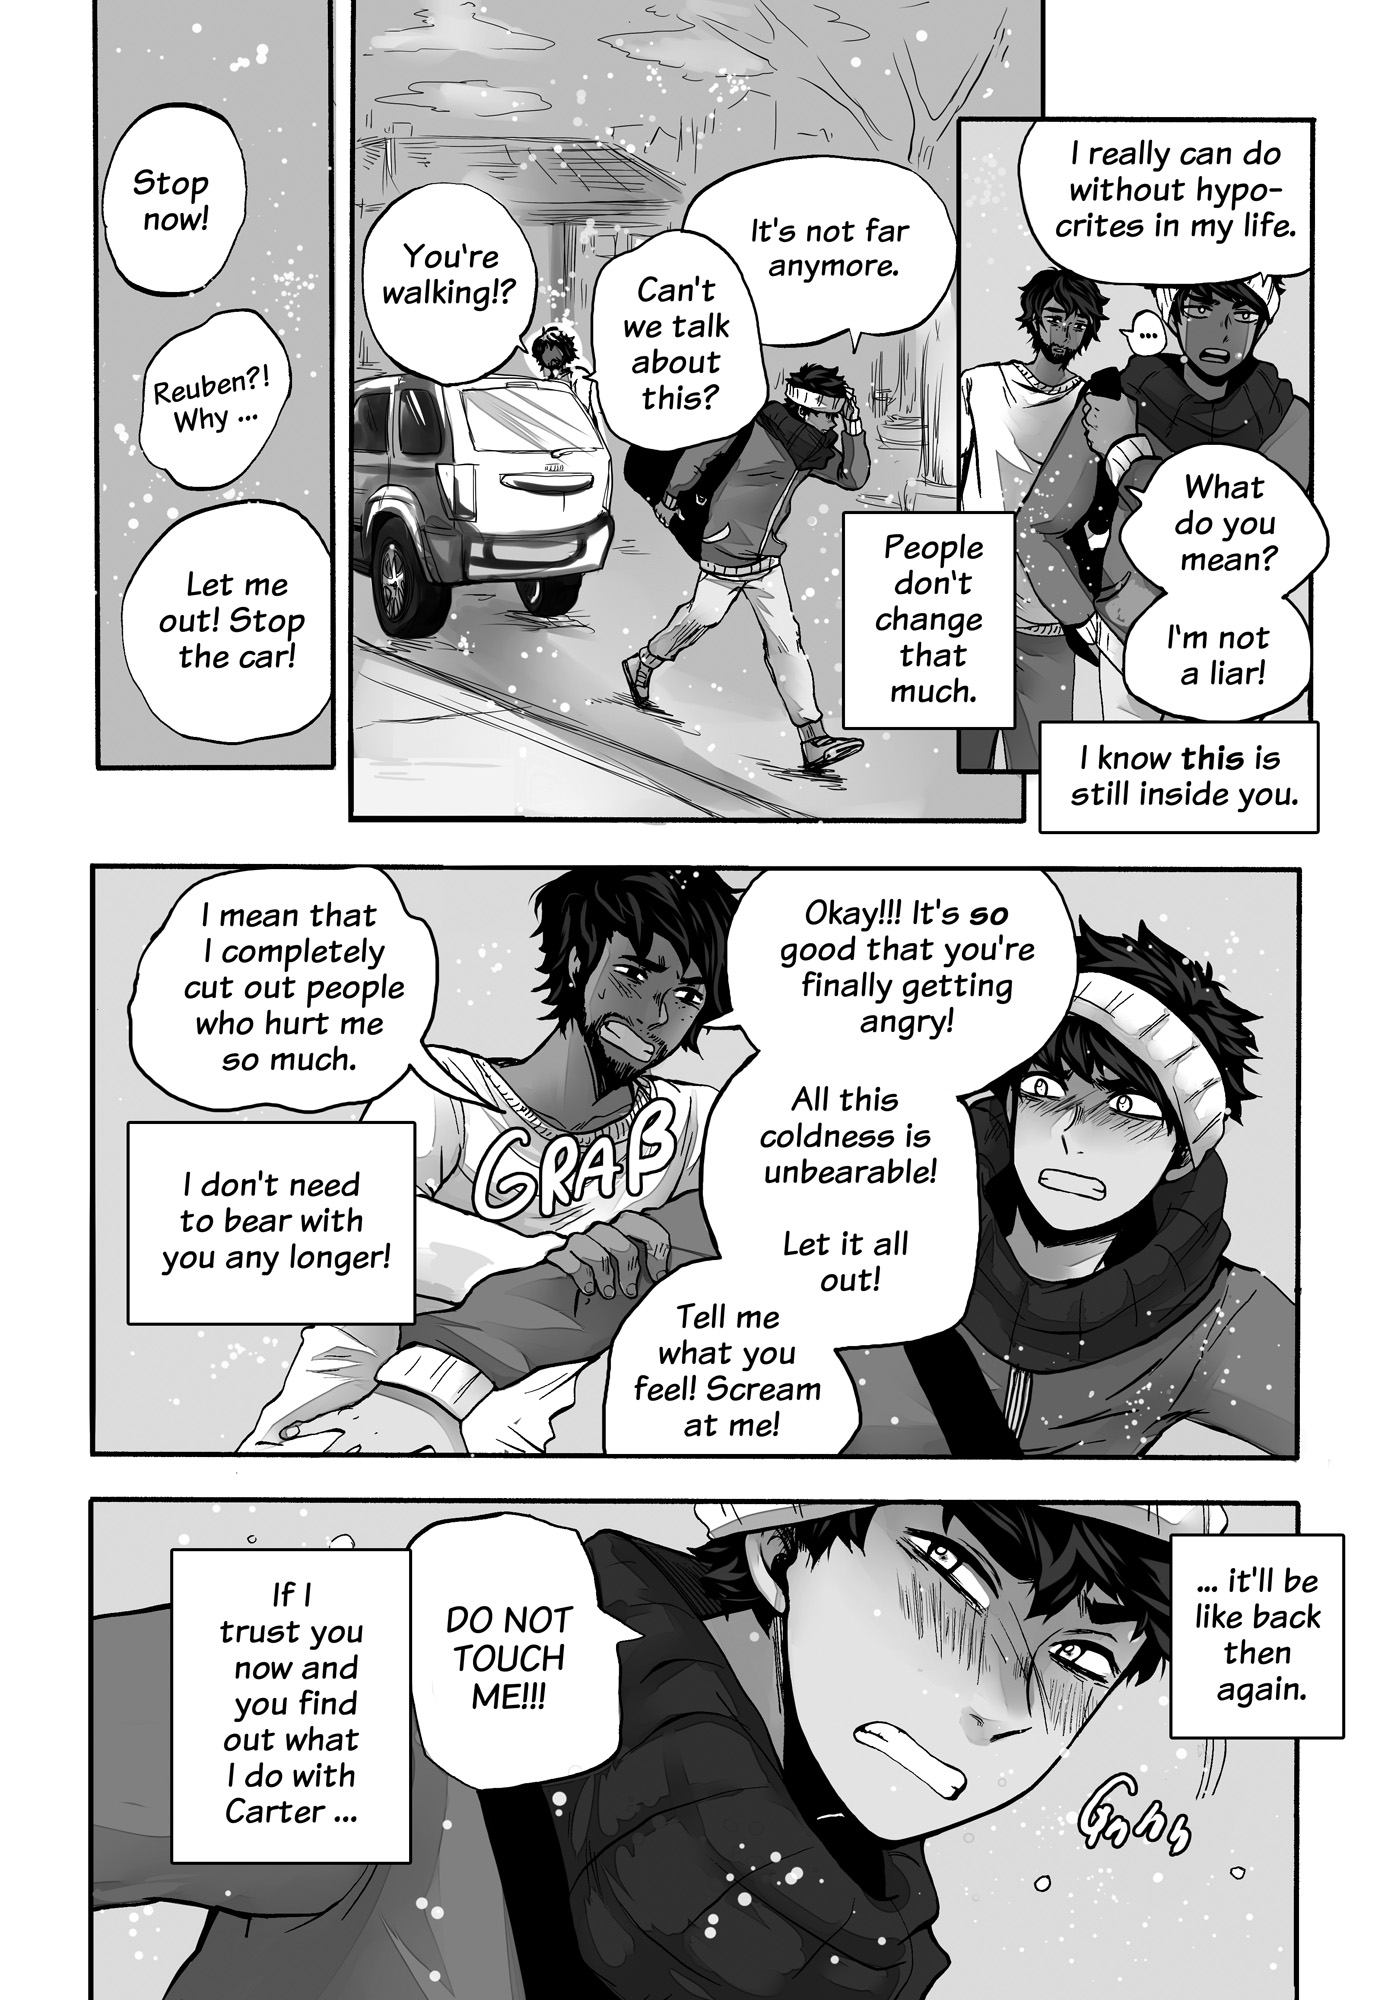 Stop
now!
Reuben?!
Why ...
Let me
out! Stop
the car!
You're
walking!?
Can't
we talk
about
this?
It's not far
anymore.
People
don't
change
that
much.
I really can do
without hypo-
crites in my life.
...
What
do you
mean?
I'm not
a liar!
I know this is
still inside you.
I mean that
I completely
cut out people
who hurt me
so much.
I don't need
to bear with
you any longer!
GRAB
Okay!!! It's so
good that you're
finally getting
angry!
All this
coldness is
unbearable!
Let it all
out!
Tell me
what you
feel! Scream
at me!
If I
trust you
now and
you find
out what
I do with
Carter ...
DO NOT
TOUCH
ME!!!
... it'll be
like back
then
again.
Gnhh